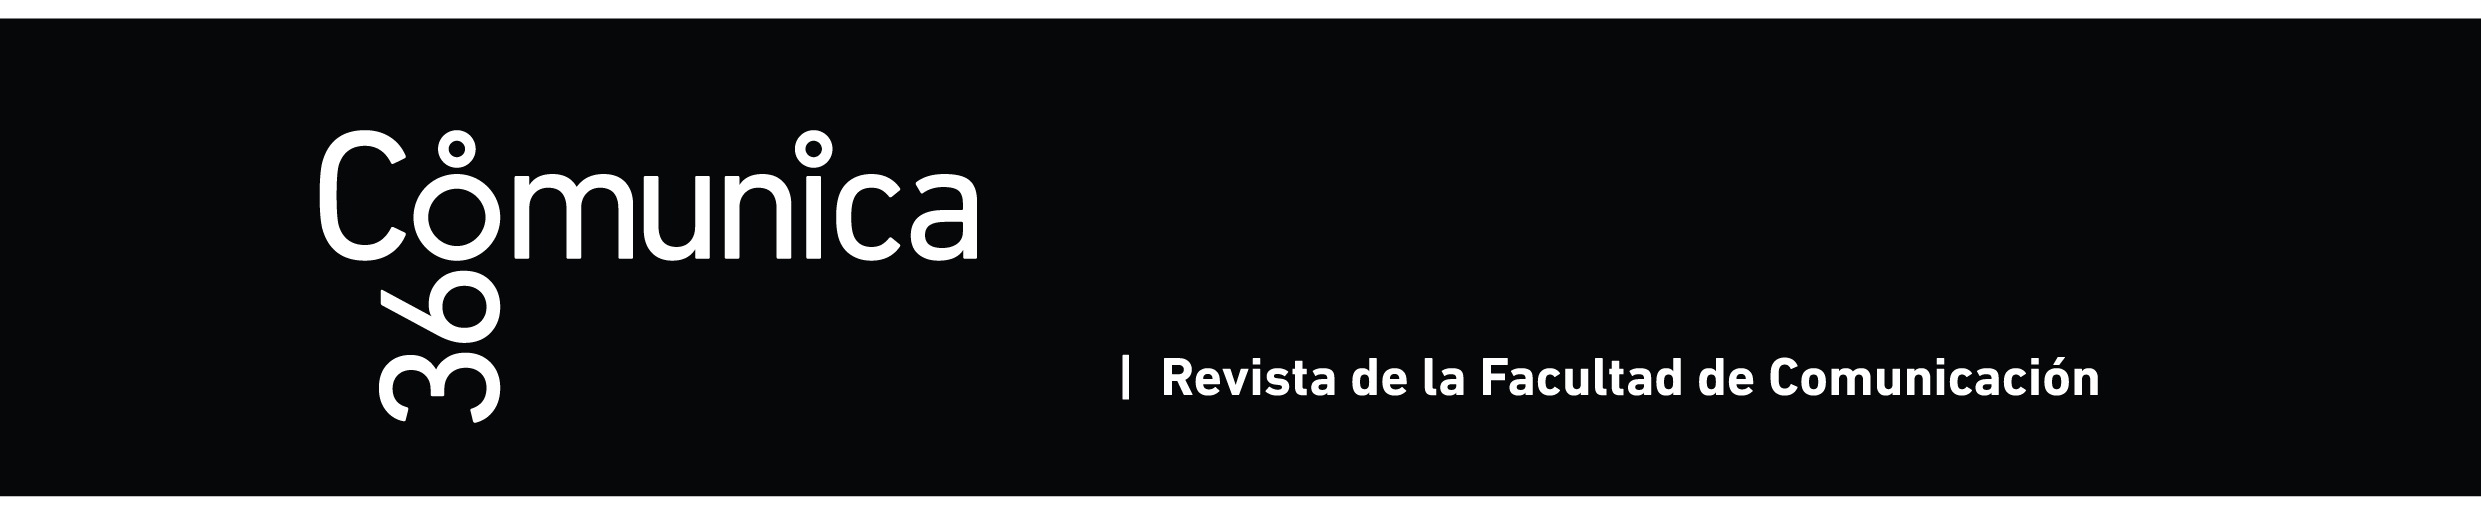 Comunica
360°
| Revista de la Facultad de Comunicación